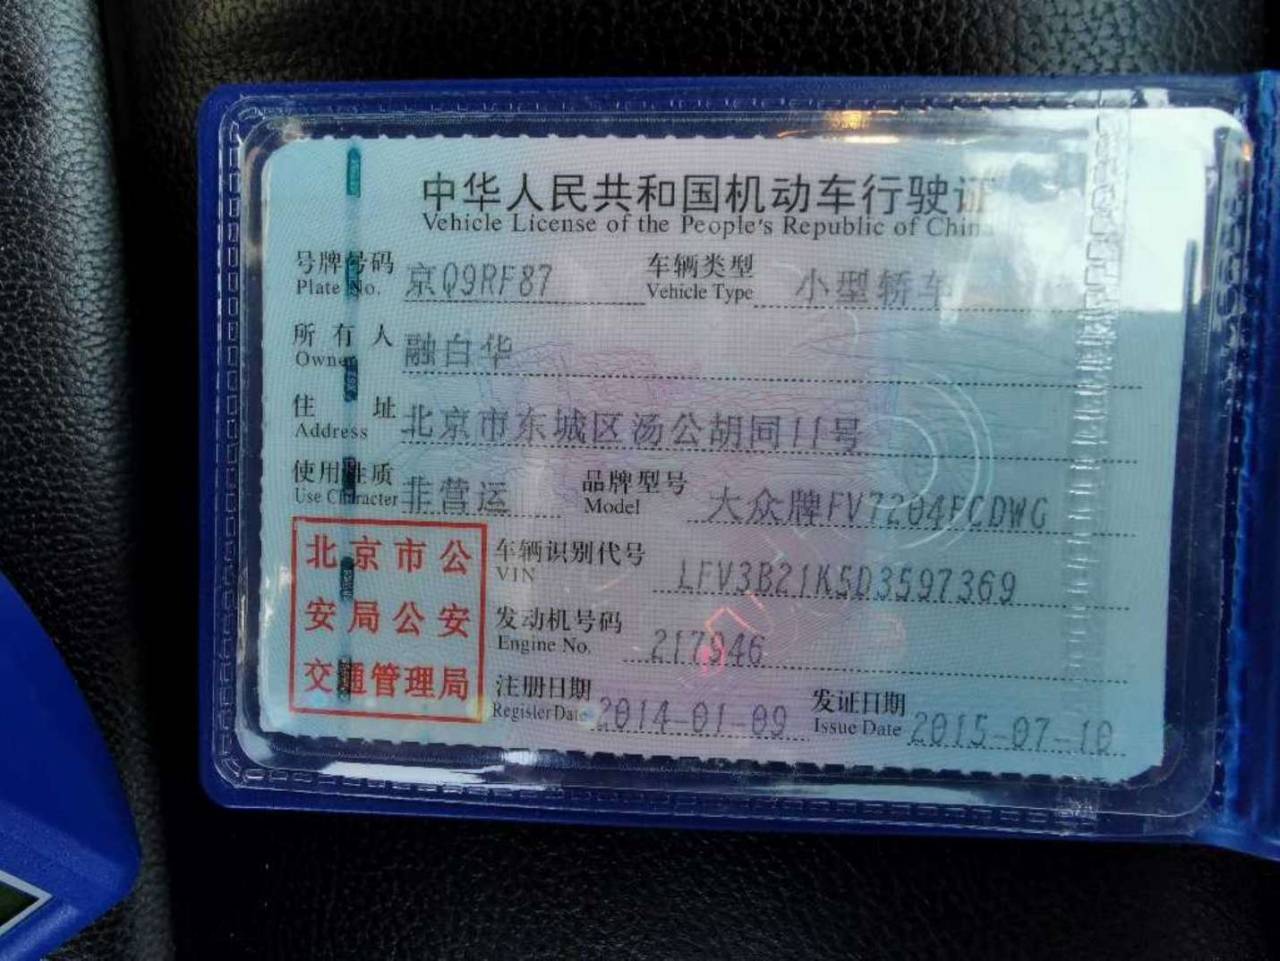 中华人民共和国机动车行驶证
Vehicle License of the People's Republic of China
号牌号码 京Q9RF87 车辆类型 小型轿车
Plate No. Vehicle Type
所有人 融白华
Owner
住址 北京市东城区汤公胡同11号
Address
使用性质 非营运 品牌型号 大众牌FV7204FCDWG
Use Character Model
北京市公
安局公安
交通管理局
车辆识别代号 LFV3B21K5D3597369
VIN
发动机号码 217946
Engine No.
注册日期 2014-01-09 发证日期 2015-07-10
Register Date Issue Date